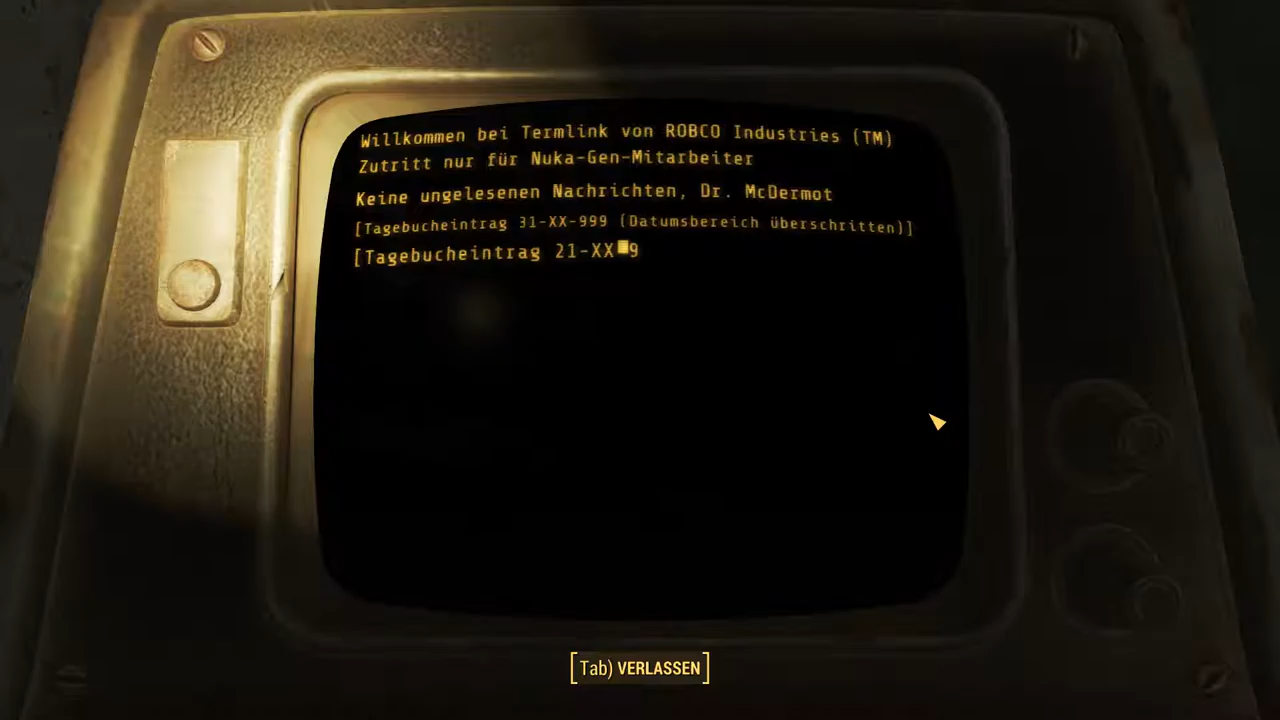 Willkommen bei Termlink von ROBCO Industries (TM)
Zutritt nur für Nuka-Gen-Mitarbeiter
Keine ungelesenen Nachrichten, Dr. McDermot
[Tagebucheintrag 31-XX-999 (Datumsbereich überschritten)]
[Tagebucheintrag 21-XX 9
[Tab) VERLASSEN]